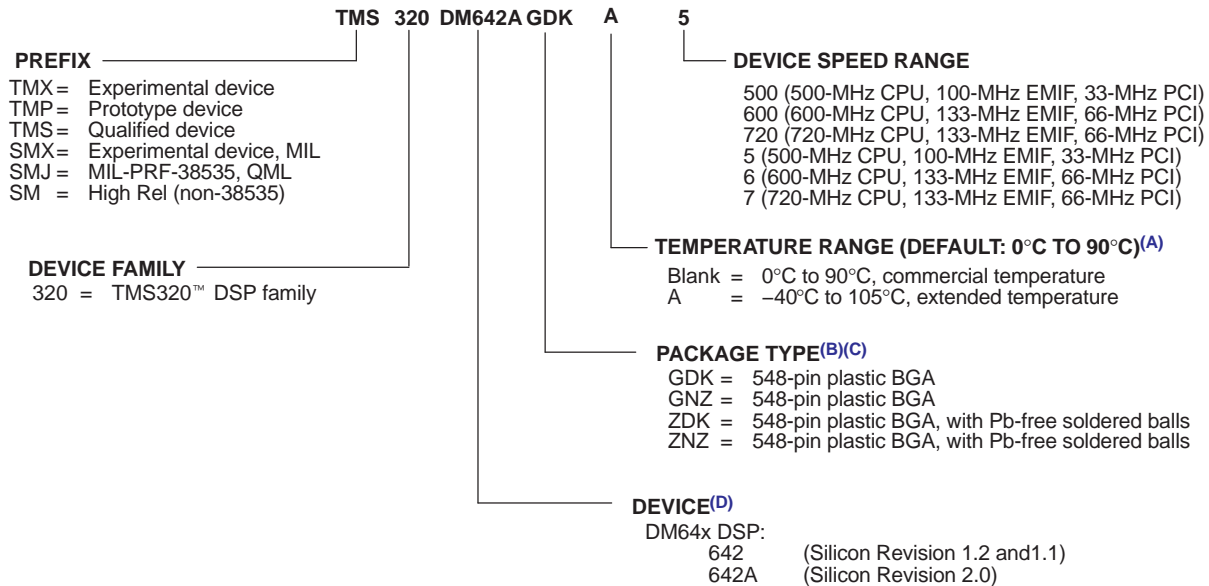 TMS 320 DM642A GDK A 5
PREFIX
TMX = Experimental device
TMP = Prototype device
TMS = Qualified device
SMX = Experimental device, MIL
SMJ = MIL-PRF-38535, QML
SM = High Rel (non-38535)
DEVICE SPEED RANGE
500 (500-MHz CPU, 100-MHz EMIF, 33-MHz PCI)
600 (600-MHz CPU, 133-MHz EMIF, 66-MHz PCI)
720 (720-MHz CPU, 133-MHz EMIF, 66-MHz PCI)
5 (500-MHz CPU, 100-MHz EMIF, 33-MHz PCI)
6 (600-MHz CPU, 133-MHz EMIF, 66-MHz PCI)
7 (720-MHz CPU, 133-MHz EMIF, 66-MHz PCI)
DEVICE FAMILY
320 = TMS320™ DSP family
TEMPERATURE RANGE (DEFAULT: 0°C TO 90°C)(A)
Blank = 0°C to 90°C, commercial temperature
A = −40°C to 105°C, extended temperature
PACKAGE TYPE(B)(C)
GDK = 548-pin plastic BGA
GNZ = 548-pin plastic BGA
ZDK = 548-pin plastic BGA, with Pb-free soldered balls
ZNZ = 548-pin plastic BGA, with Pb-free soldered balls
DEVICE(D)
DM64x DSP:
642 (Silicon Revision 1.2 and1.1)
642A (Silicon Revision 2.0)